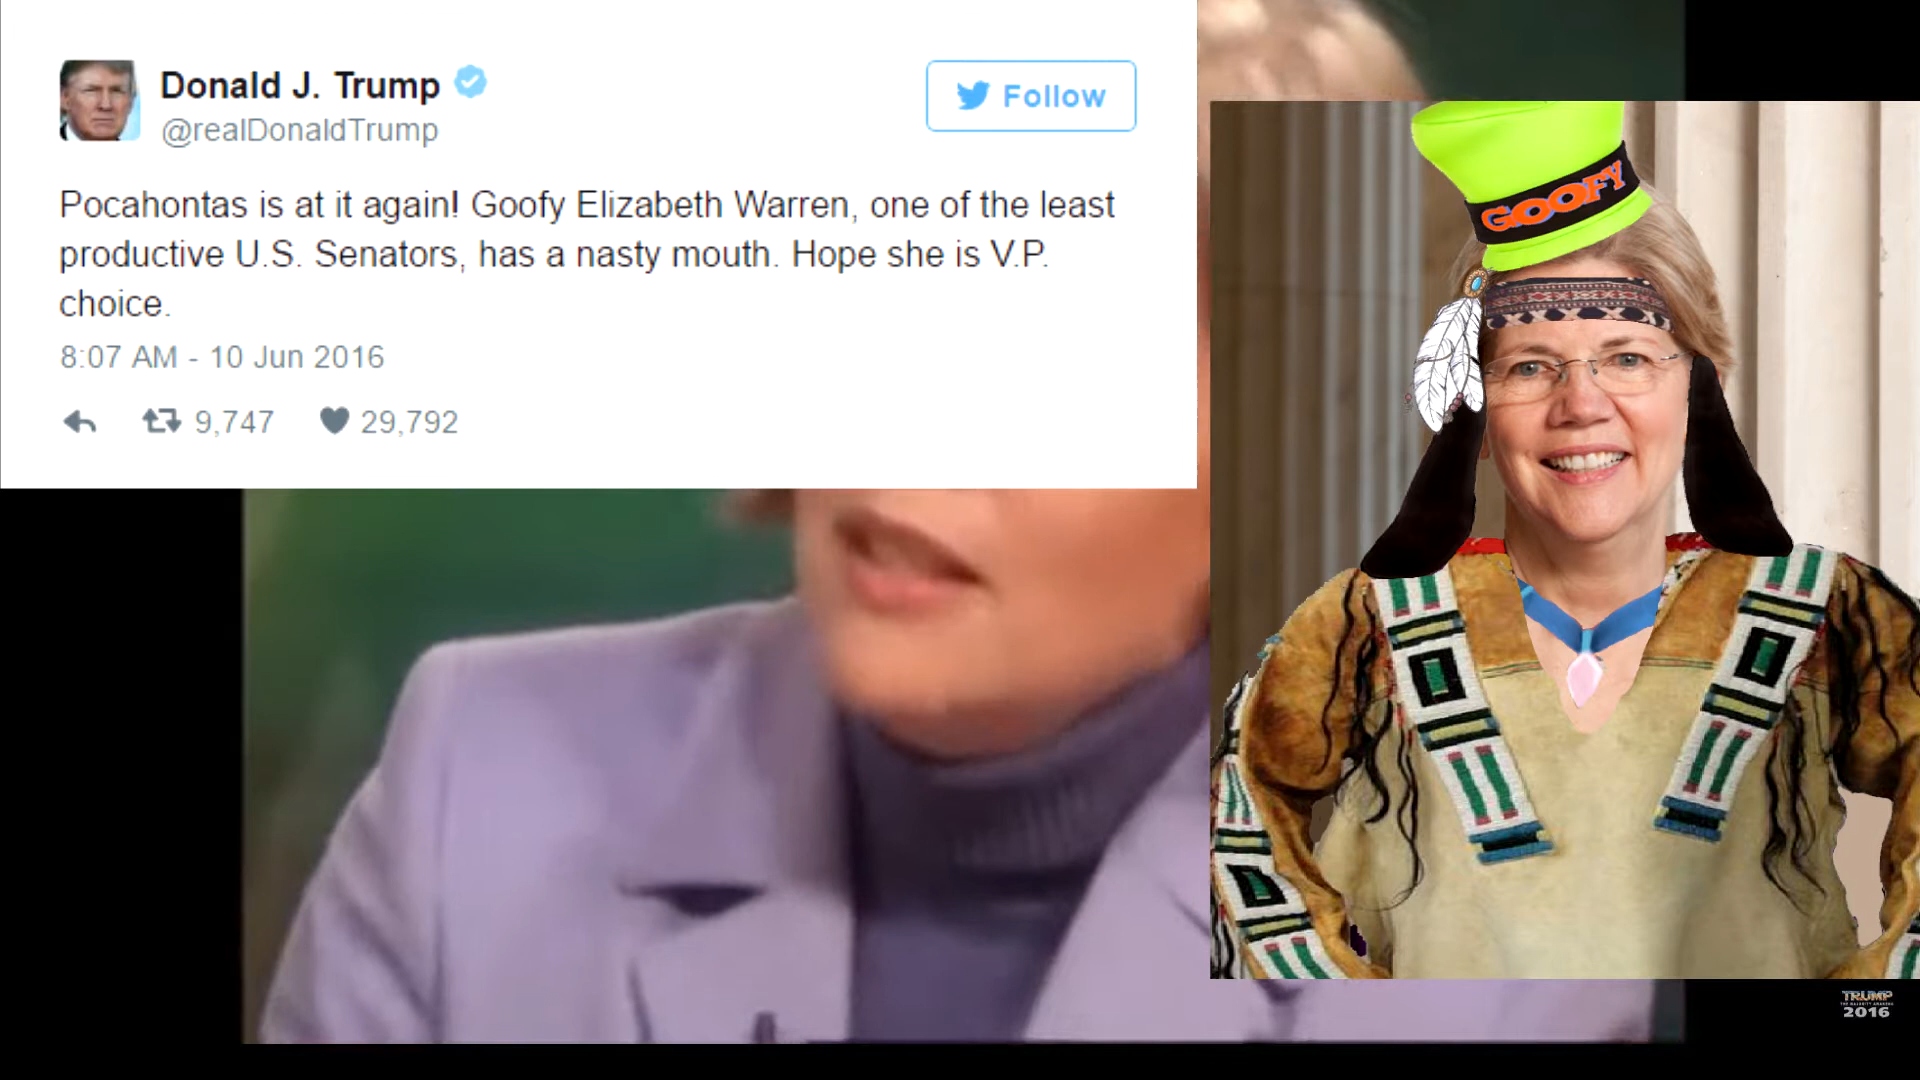 Donald J. Trump
@realDonaldTrump
Follow
Pocahontas is at it again! Goofy Elizabeth Warren, one of the least
productive U.S. Senators, has a nasty mouth. Hope she is V.P.
choice.
8:07 AM - 10 Jun 2016
9,747 29,792
GOOFY
TRUMP
2016